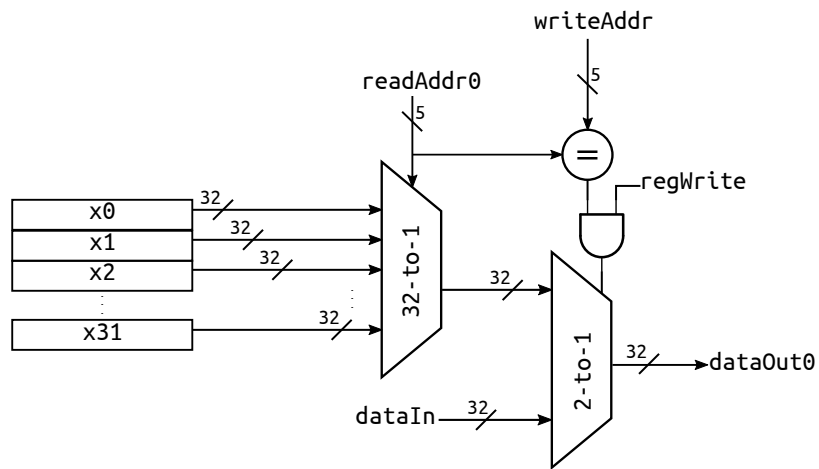 writeAddr
readAddr0
5
5
=
regWrite
x0
32
x1
32
x2
32
x31
32
32-to-1
32
2-to-1
32
dataOut0
dataIn
32